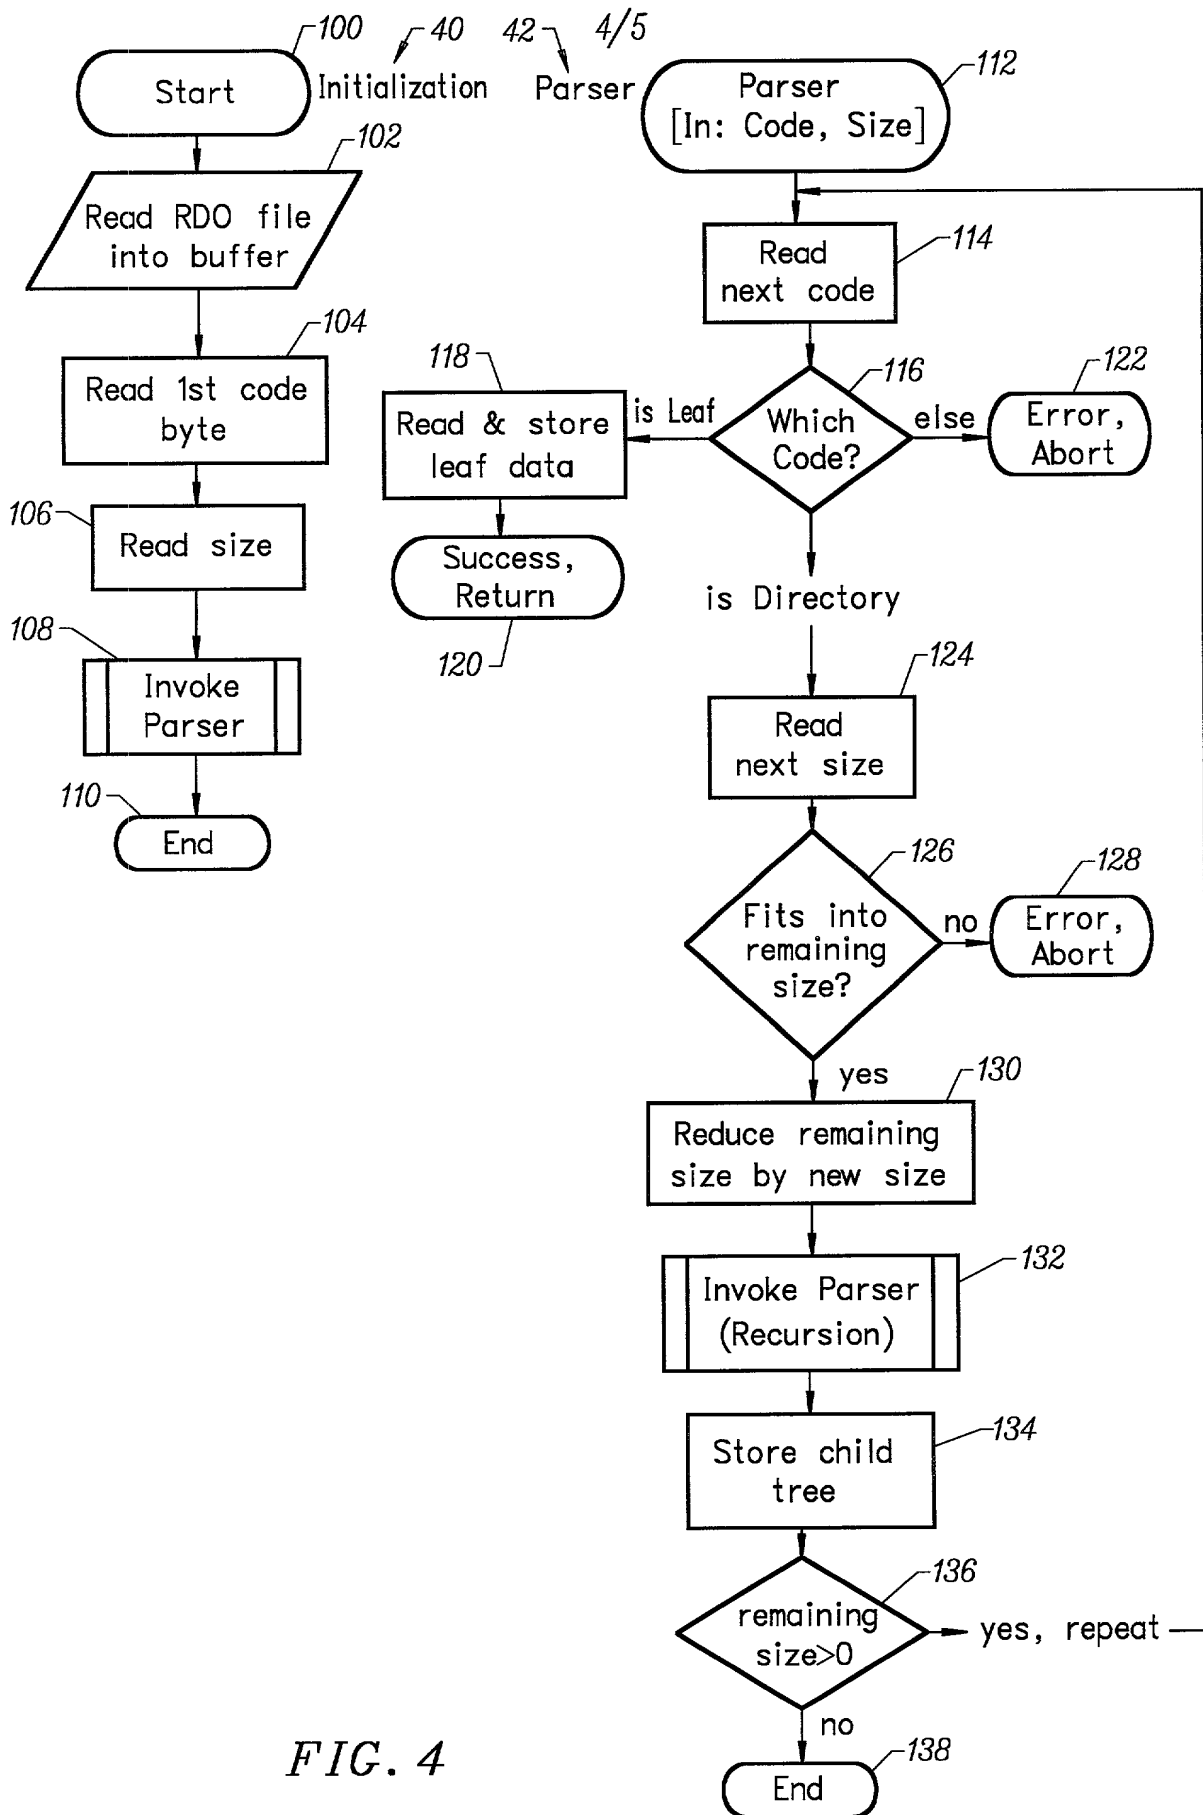 100
40
42
4/5
Start
Initialization
Parser
Parser
[In: Code, Size]
112
102
Read RDO file
into buffer
104
Read 1st code
byte
106
Read size
108
Invoke
Parser
110
End
Read
next code
114
118
Read & store
leaf data
is Leaf
116
Which
Code?
else
122
Error,
Abort
Success,
Return
120
is Directory
124
Read
next size
126
Fits into
remaining
size?
no
128
Error,
Abort
yes
130
Reduce remaining
size by new size
132
Invoke Parser
(Recursion)
134
Store child
tree
136
remaining
size>0
yes, repeat
no
138
End
FIG. 4